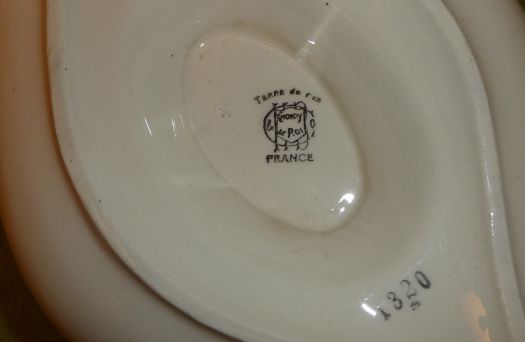 Terre de Fer
CHOISY
le ROI
FRANCE
1320